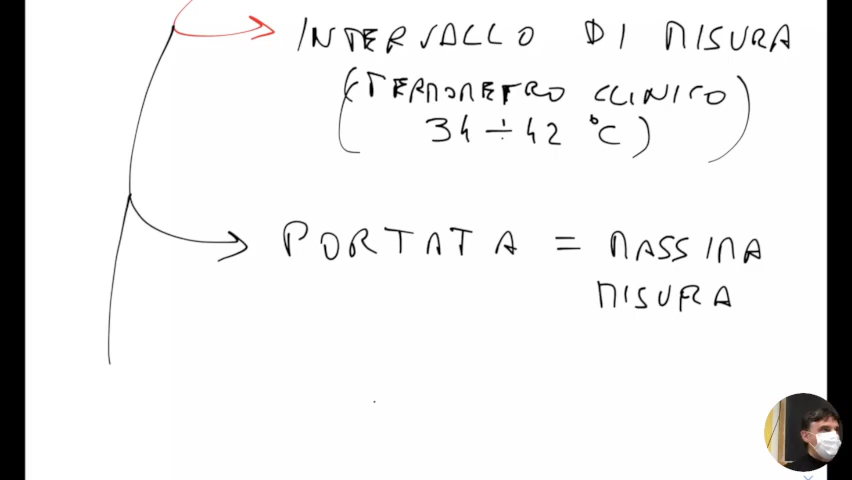 INTERVALLO DI MISURA
(TERMOMETRO CLINICO
34 ÷ 42 °C)
PORTATA = MASSIMA
MISURA